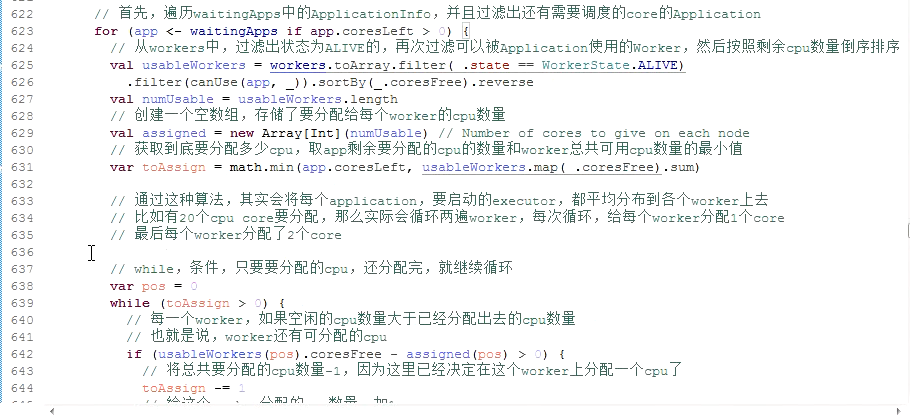 622 // 首先，遍历waitingApps中的ApplicationInfo，并且过滤出还有需要调度的core的Application
623 for (app <- waitingApps if app.coresLeft > 0) {
624 // 从workers中，过滤出状态为ALIVE的，再次过滤可以被Application使用的Worker，然后按照剩余cpu数量倒序排序
625 val usableWorkers = workers.toArray.filter(_.state == WorkerState.ALIVE)
626 .filter(canUse(app, _)).sortBy(_.coresFree).reverse
627 val numUsable = usableWorkers.length
628 // 创建一个空数组，存储了要分配给每个worker的cpu数量
629 val assigned = new Array[Int](numUsable) // Number of cores to give on each node
630 // 获取到底要分配多少cpu，取app剩余要分配的cpu的数量和worker总共可用cpu数量的最小值
631 var toAssign = math.min(app.coresLeft, usableWorkers.map(_.coresFree).sum)
632
633 // 通过这种算法，其实会将每个application，要启动的executor，都平均分布到各个worker上去
634 // 比如有20个cpu core要分配，那么实际会循环两遍worker，每次循环，给每个worker分配1个core
635 // 最后每个worker分配了2个core
636
637 // while，条件，只要要分配的cpu，还分配完，就继续循环
638 var pos = 0
639 while (toAssign > 0) {
640 // 每一个worker，如果空闲的cpu数量大于已经分配出去的cpu数量
641 // 也就是说，worker还有可分配的cpu
642 if (usableWorkers(pos).coresFree - assigned(pos) > 0) {
643 // 将总共要分配的cpu数量-1，因为这里已经决定在这个worker上分配一个cpu了
644 toAssign -= 1